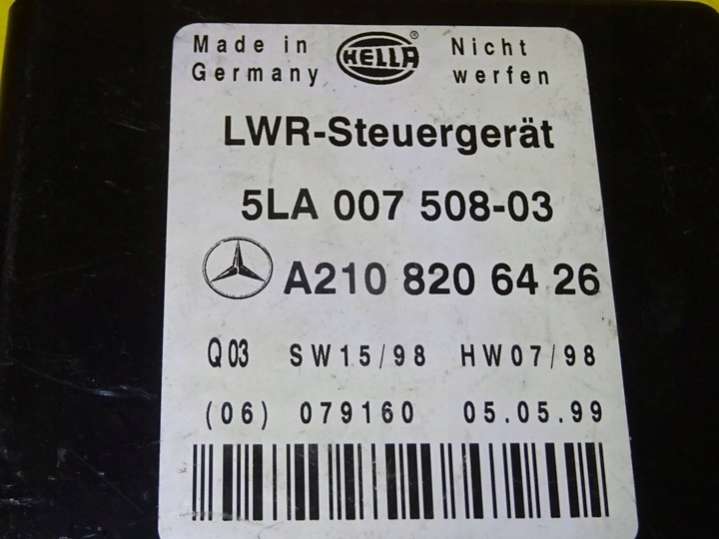 Made in HELLA® Nicht
Germany werfen
LWR-Steuergerät
5LA 007 508-03
A210 820 64 26
Q03 SW15/98 HW07/98
(06) 079160 05.05.99